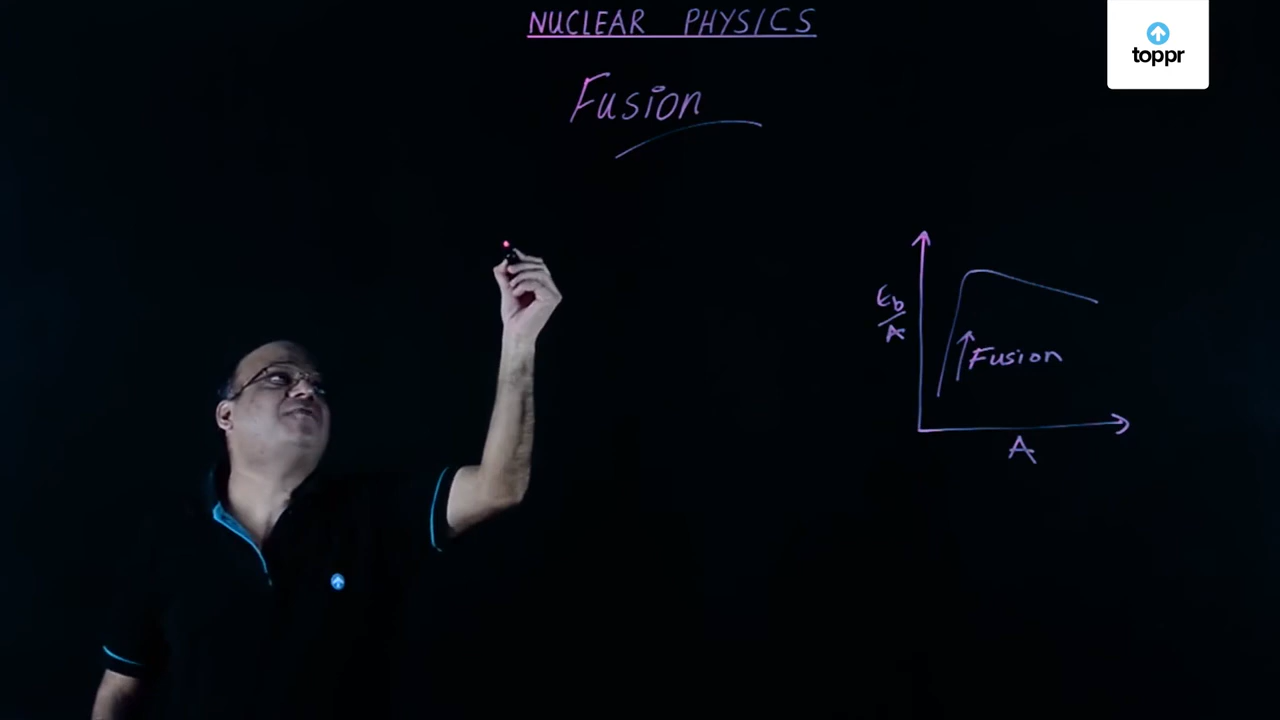 NUCLEAR PHYSICS
toppr
Fusion
Eb
A
Fusion
A